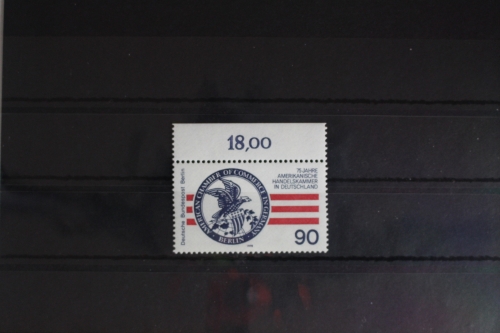 18,00
75 JAHRE
AMERIKANISCHE
HANDELSKAMMER
IN DEUTSCHLAND
Deutsche Bundespost Berlin
AMERICAN CHAMBER OF COMMERCE IN GERMANY
BERLIN
90